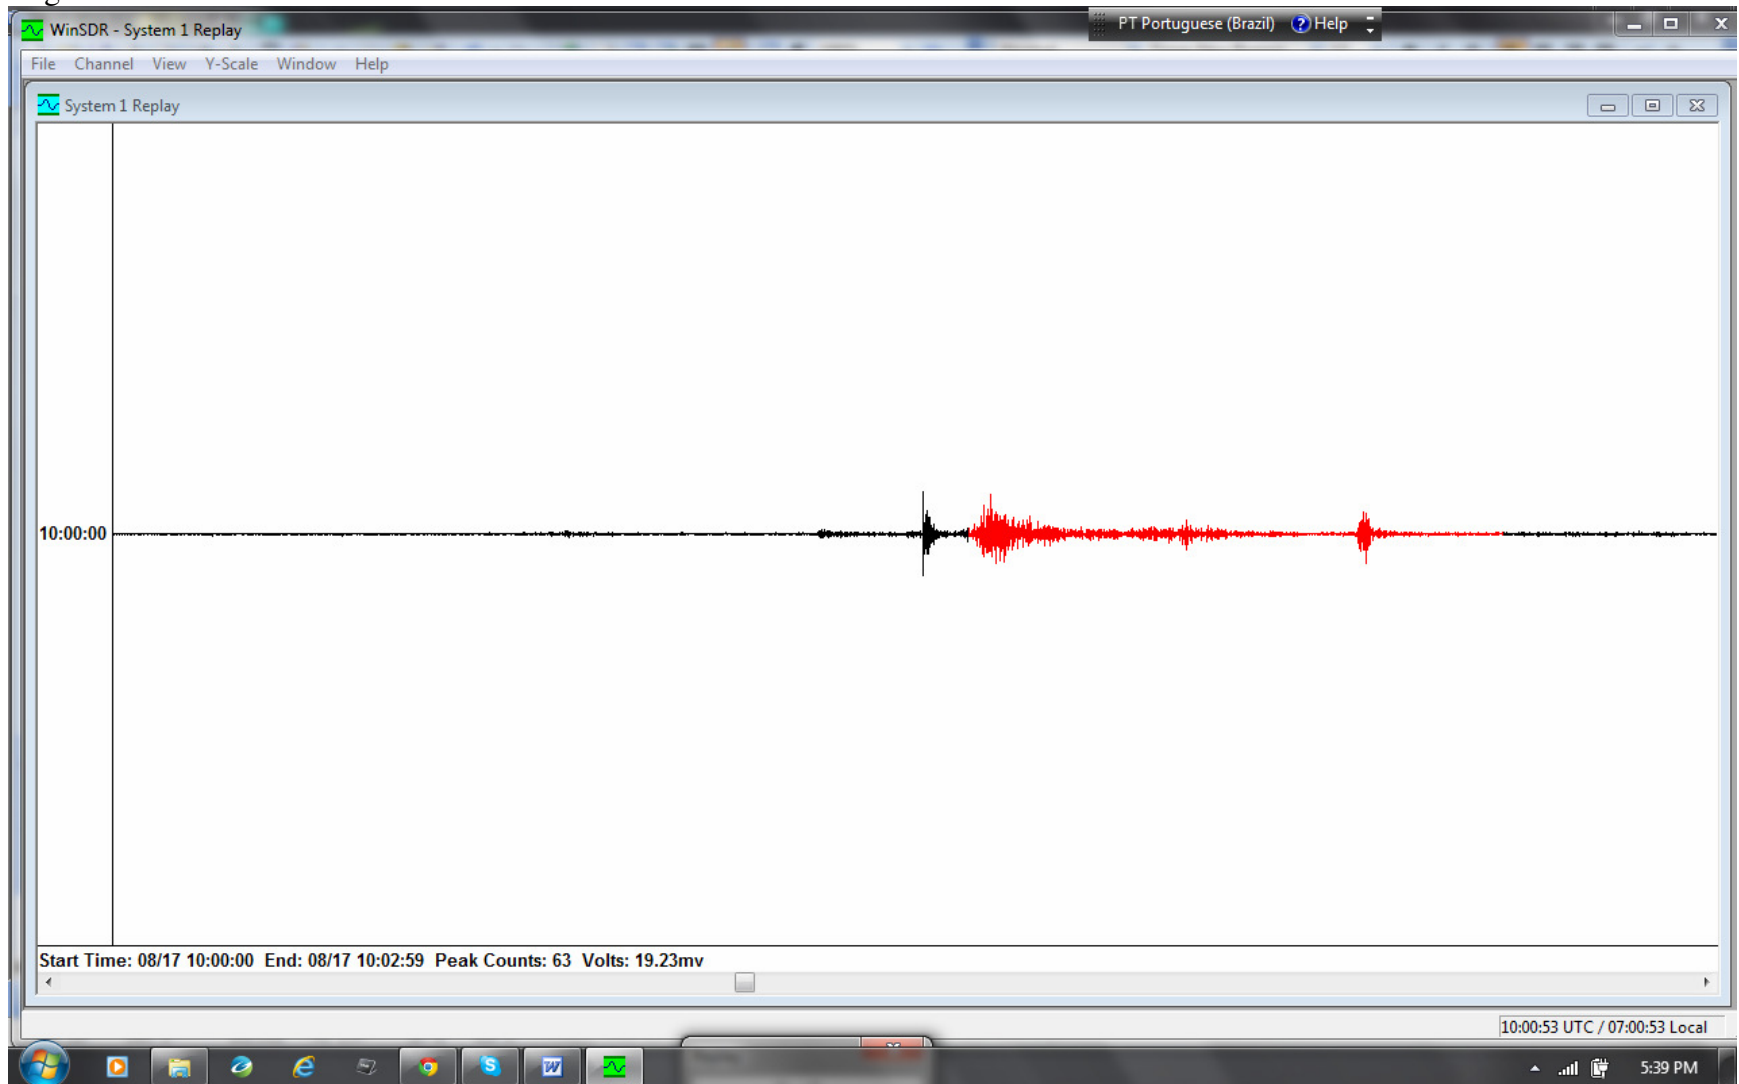 WinSDR - System 1 Replay
PT Portuguese (Brazil) Help
File Channel View Y-Scale Window Help
System 1 Replay
10:00:00
Start Time: 08/17 10:00:00 End: 08/17 10:02:59 Peak Counts: 63 Volts: 19.23mv
10:00:53 UTC / 07:00:53 Local
5:39 PM